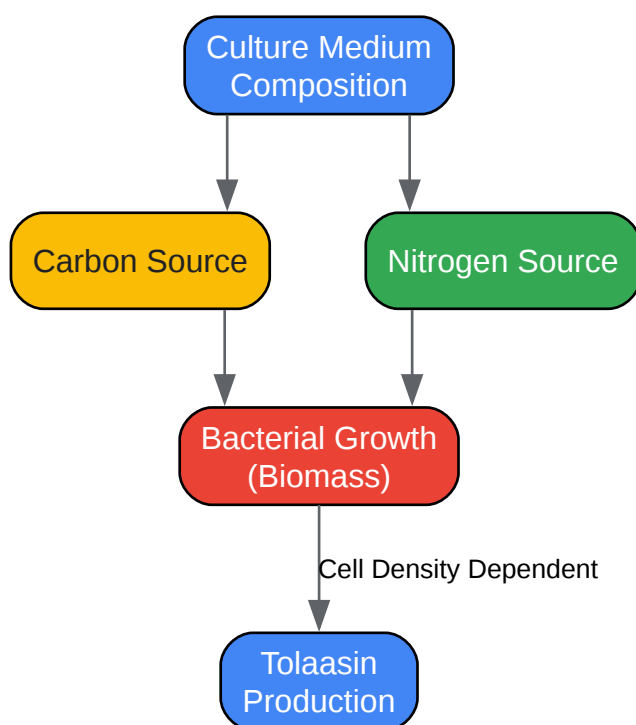 Culture Medium
Composition
Carbon Source
Nitrogen Source
Bacterial Growth
(Biomass)
Cell Density Dependent
Tolaasin
Production